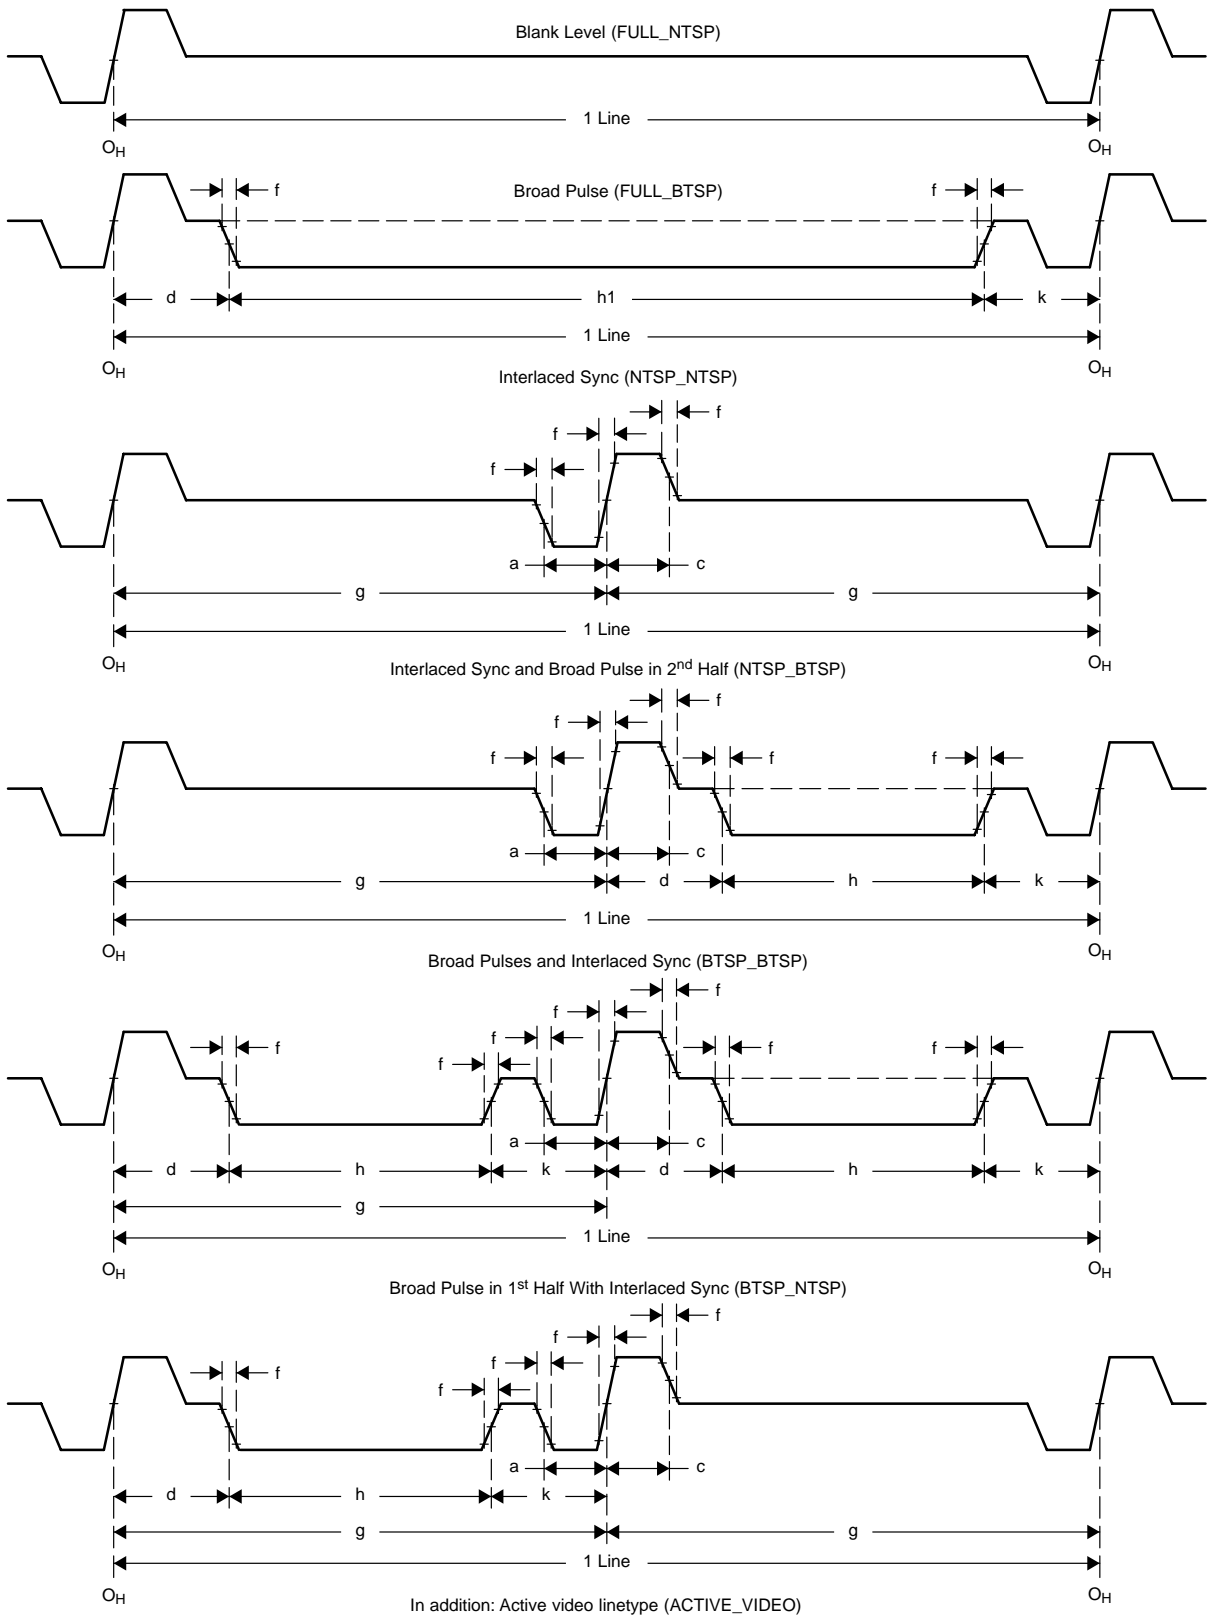 Blank Level (FULL_NTSP)
1 Line
OH OH
Broad Pulse (FULL_BTSP)
f f
d h1 k
1 Line
OH OH
Interlaced Sync (NTSP_NTSP)
f
f
f
a c
g g
1 Line
OH OH
Interlaced Sync and Broad Pulse in 2nd Half (NTSP_BTSP)
f
f
f f f
a c
g d h k
1 Line
OH OH
Broad Pulses and Interlaced Sync (BTSP_BTSP)
f
f
f f f f
f
a c
d h k d h k
g
1 Line
OH OH
Broad Pulse in 1st Half With Interlaced Sync (BTSP_NTSP)
f
f
f f
f
a c
d h k
g g
1 Line
OH OH
In addition: Active video linetype (ACTIVE_VIDEO)